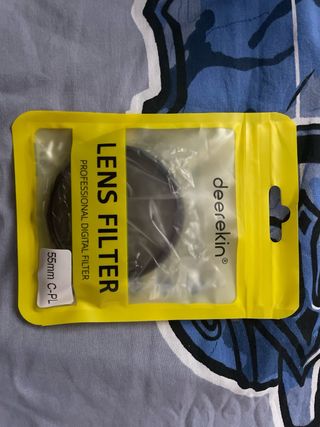 deerekin®
LENS FILTER
PROFESSIONAL DIGITAL FILTER
55mm C-PL